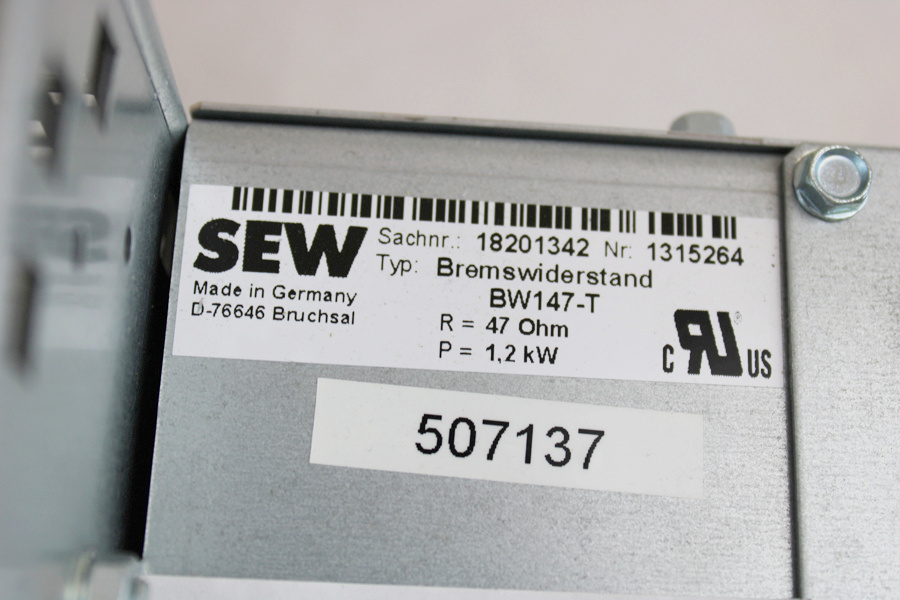 SEW
Sachnr.: 18201342 Nr: 1315264
Typ: Bremswiderstand
BW147-T
Made in Germany
D-76646 Bruchsal
R = 47 Ohm
P = 1,2 kW
c RU US
507137